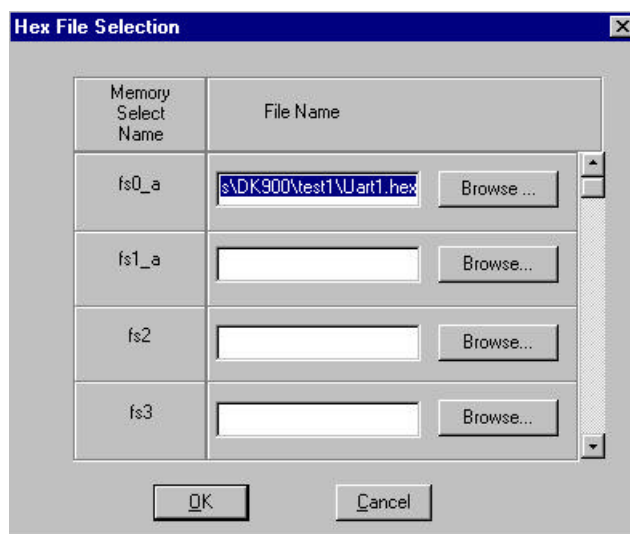 Hex File Selection
Memory
Select
Name
File Name
fs0_a
s\DK900\test1\Uart1.hex
Browse ...
fs1_a
Browse...
fs2
Browse...
fs3
Browse...
OK
Cancel